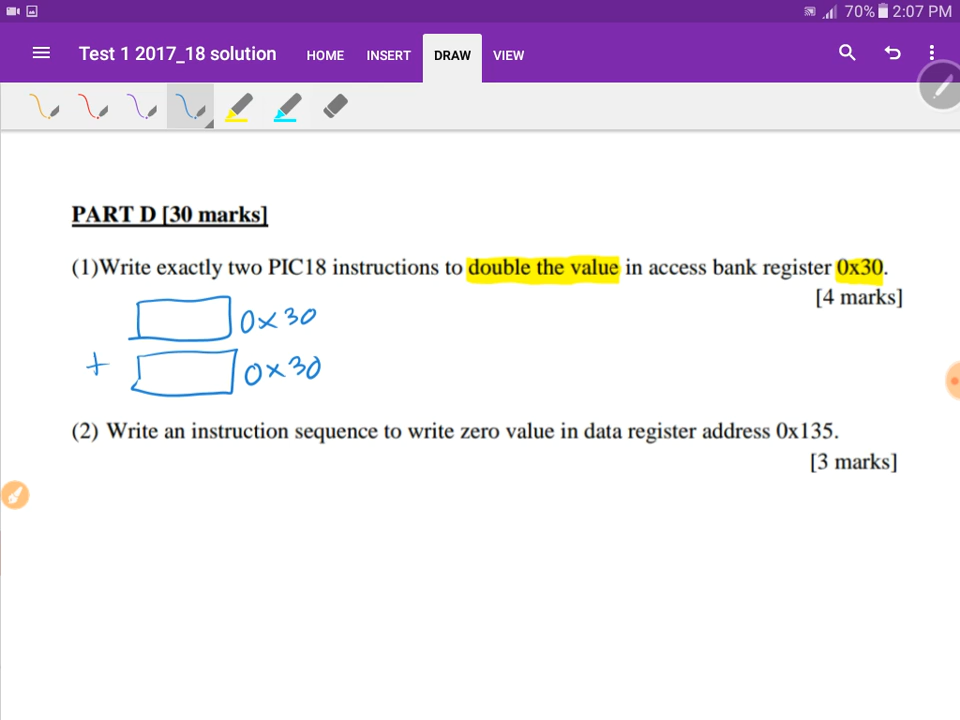 70% 2:07 PM
Test 1 2017_18 solution HOME INSERT DRAW VIEW
PART D [30 marks]
(1)Write exactly two PIC18 instructions to double the value in access bank register 0x30.
[4 marks]
0x30
+ 0x30
(2) Write an instruction sequence to write zero value in data register address 0x135.
[3 marks]